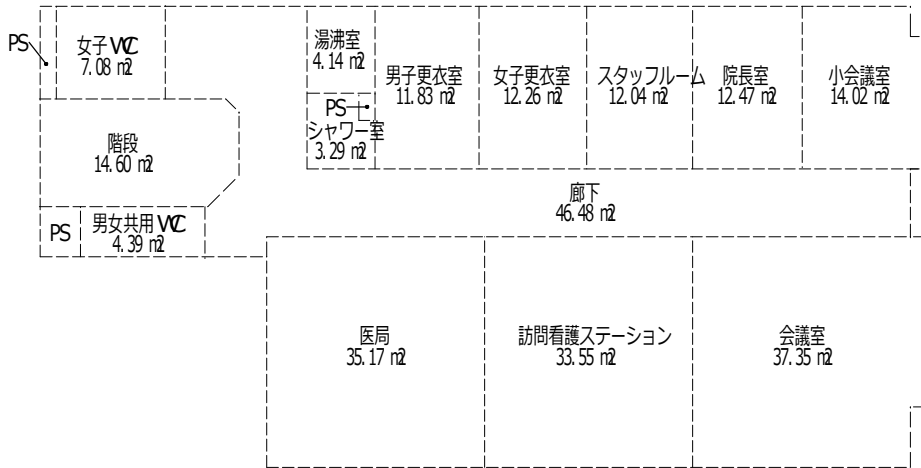 PS
女子WC
7.08 m2
湯沸室
4.14 m2
男子更衣室
11.83 m2
女子更衣室
12.26 m2
スタッフルーム
12.04 m2
院長室
12.47 m2
小会議室
14.02 m2
PS
シャワー室
3.29 m2
階段
14.60 m2
廊下
46.48 m2
PS
男女共用WC
4.39 m2
医局
35.17 m2
訪問看護ステーション
33.55 m2
会議室
37.35 m2